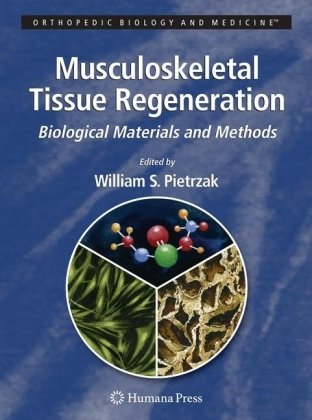 ORTHOPEDIC BIOLOGY AND MEDICINE™
Musculoskeletal
Tissue Regeneration
Biological Materials and Methods
Edited by
William S. Pietrzak
Humana Press